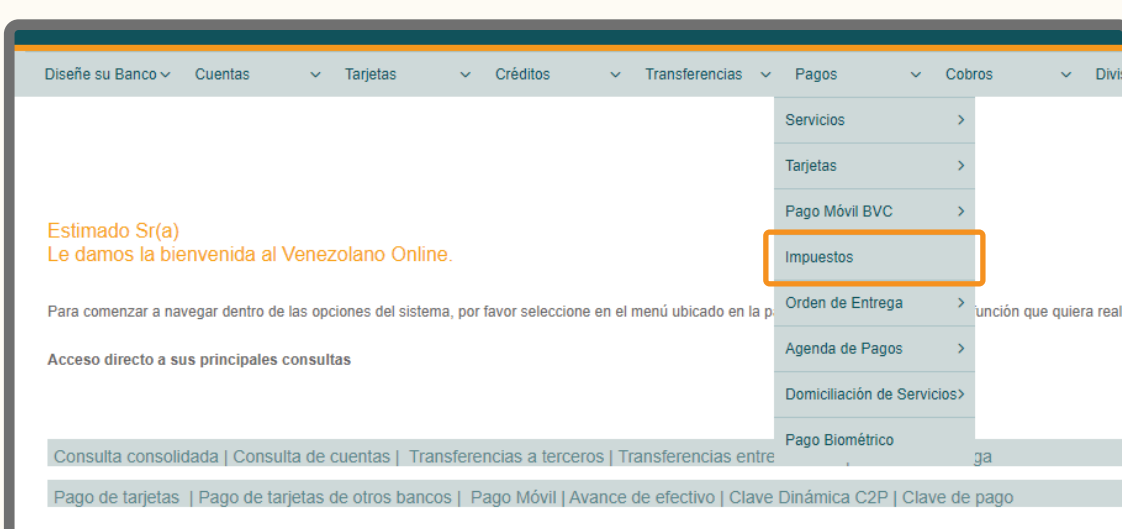 Diseñe su Banco Cuentas Tarjetas Créditos Transferencias Pagos Cobros
Servicios
Tarjetas
Pago Móvil BVC
Impuestos
Orden de Entrega
Agenda de Pagos
Domiciliación de Servicios
Pago Biométrico
Estimado Sr(a)
Le damos la bienvenida al Venezolano Online.
Para comenzar a navegar dentro de las opciones del sistema, por favor seleccione en el menú ubicado en la función que quiera
Acceso directo a sus principales consultas
Consulta consolidada | Consulta de cuentas | Transferencias a terceros | Transferencias entre
Pago de tarjetas | Pago de tarjetas de otros bancos | Pago Móvil | Avance de efectivo | Clave Dinámica C2P | Clave de pago